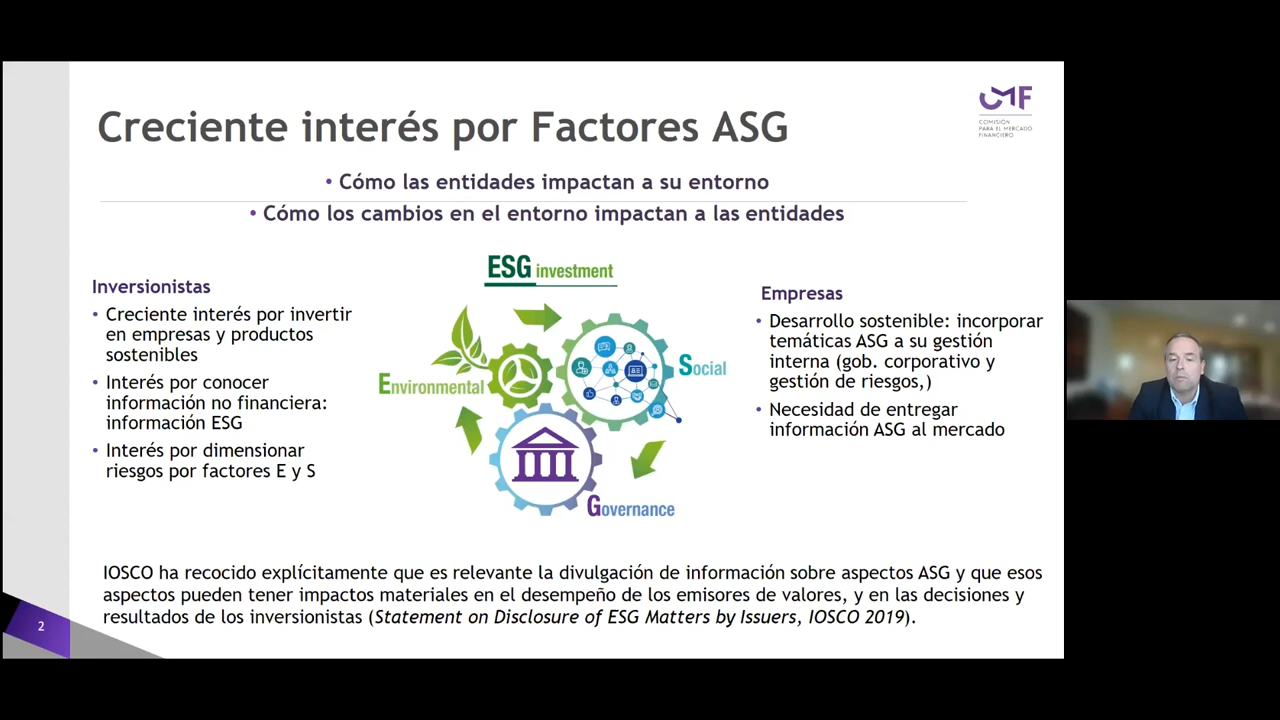 Creciente interés por Factores ASG
CMF
COMISIÓN
PARA EL MERCADO
FINANCIERO
• Cómo las entidades impactan a su entorno
• Cómo los cambios en el entorno impactan a las entidades
Inversionistas
• Creciente interés por invertir
en empresas y productos
sostenibles
• Interés por conocer
información no financiera:
información ESG
• Interés por dimensionar
riesgos por factores E y S
ESG investment
Environmental
Social
Governance
Empresas
• Desarrollo sostenible: incorporar
temáticas ASG a su gestión
interna (gob. corporativo y
gestión de riesgos,)
• Necesidad de entregar
información ASG al mercado
IOSCO ha recocido explícitamente que es relevante la divulgación de información sobre aspectos ASG y que esos
aspectos pueden tener impactos materiales en el desempeño de los emisores de valores, y en las decisiones y
resultados de los inversionistas (Statement on Disclosure of ESG Matters by Issuers, IOSCO 2019).
2